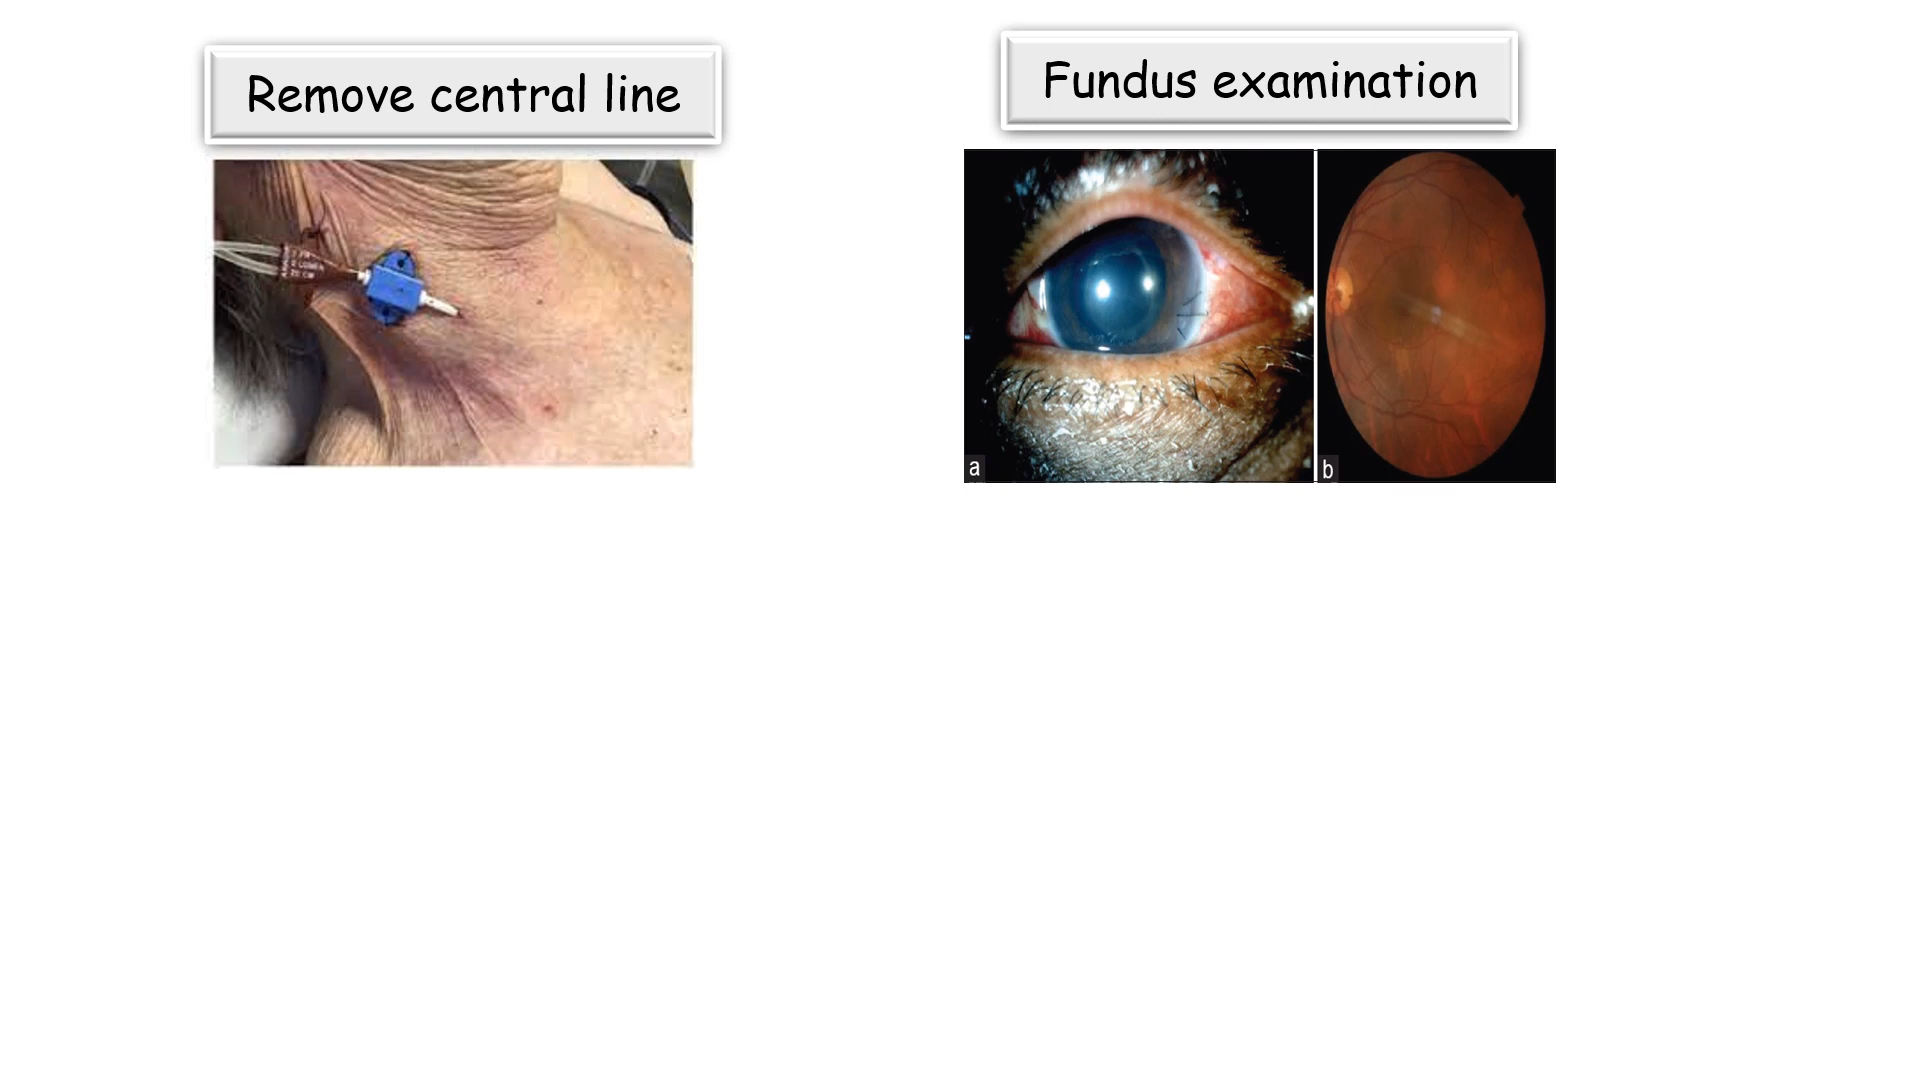 Remove central line
Fundus examination
a
b